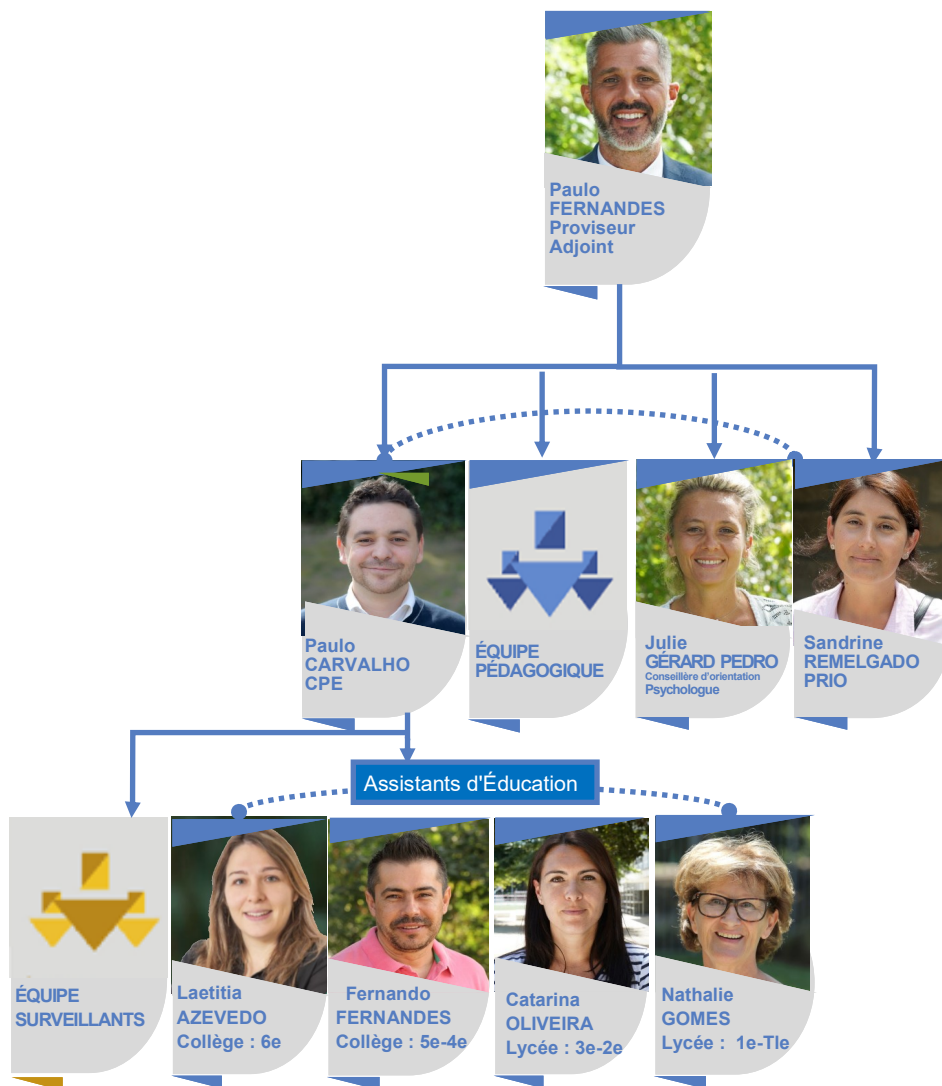 Paulo
FERNANDES
Proviseur
Adjoint
Paulo
CARVALHO
CPE
ÉQUIPE
PÉDAGOGIQUE
Julie
GÉRARD PEDRO
Conseillère d'orientation
Psychologue
Sandrine
REMELGADO
PRIO
Assistants d'Éducation
ÉQUIPE
SURVEILLANTS
Laetitia
AZEVEDO
Collège : 6e
Fernando
FERNANDES
Collège : 5e-4e
Catarina
OLIVEIRA
Lycée : 3e-2e
Nathalie
GOMES
Lycée : 1e-Tle